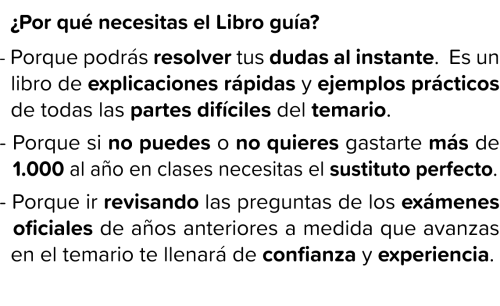 ¿Por qué necesitas el Libro guía?
- Porque podrás resolver tus dudas al instante. Es un
libro de explicaciones rápidas y ejemplos prácticos
de todas las partes difíciles del temario.
- Porque si no puedes o no quieres gastarte más de
1.000 al año en clases necesitas el sustituto perfecto.
- Porque ir revisando las preguntas de los exámenes
oficiales de años anteriores a medida que avanzas
en el temario te llenará de confianza y experiencia.